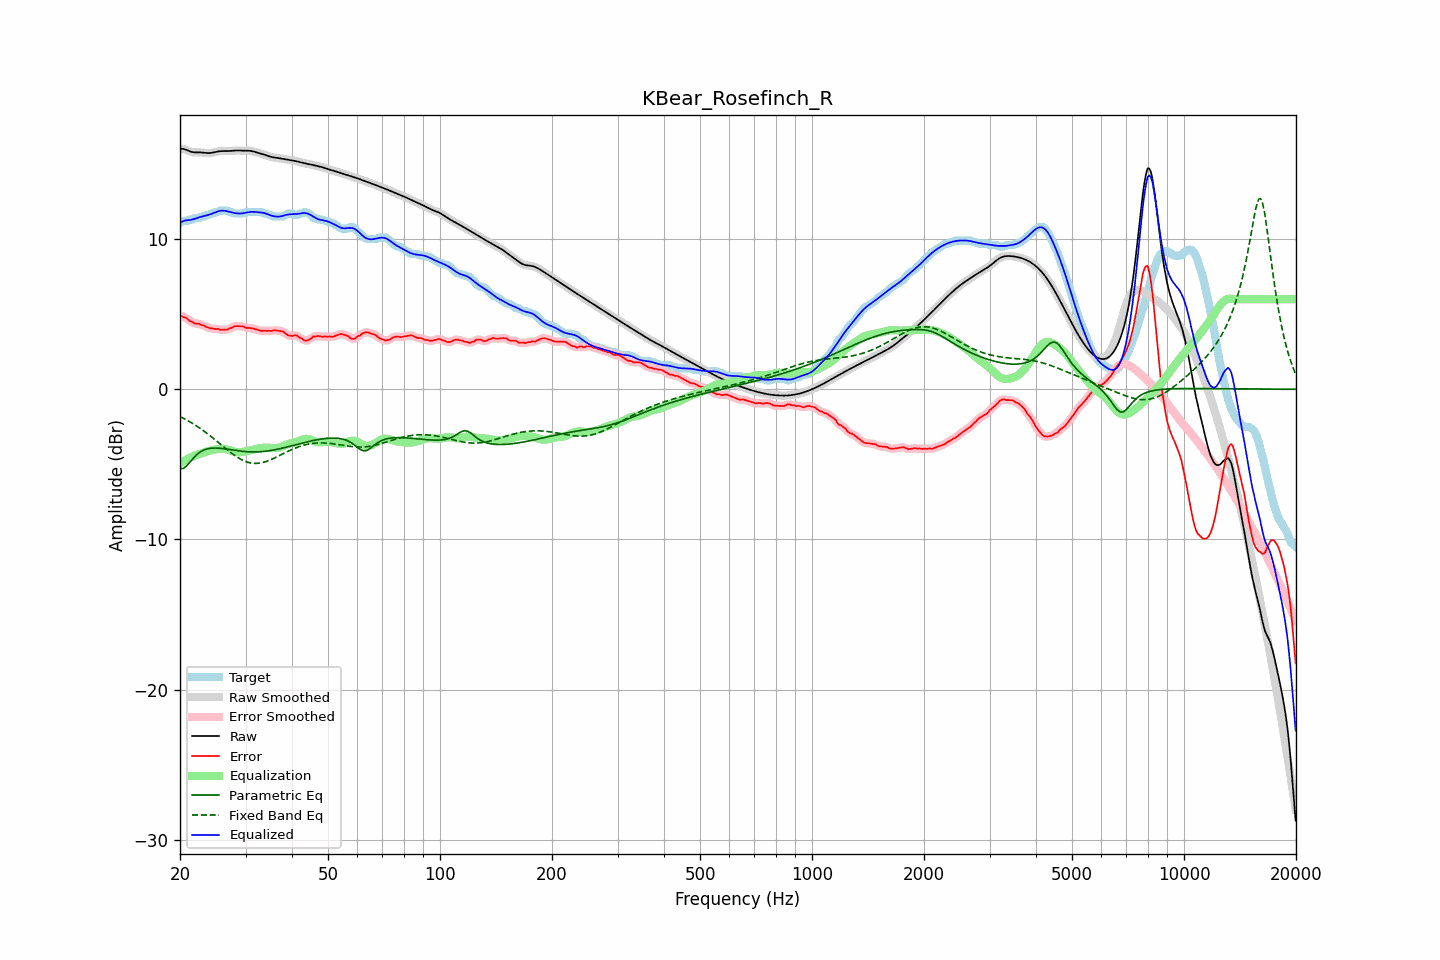 KBear_Rosefinch_R
Amplitude (dBr)
10
0
−10
−20
−30
Target
Raw Smoothed
Error Smoothed
Raw
Error
Equalization
Parametric Eq
Fixed Band Eq
Equalized
20 50 100 200 500 1000 2000 5000 10000 20000
Frequency (Hz)